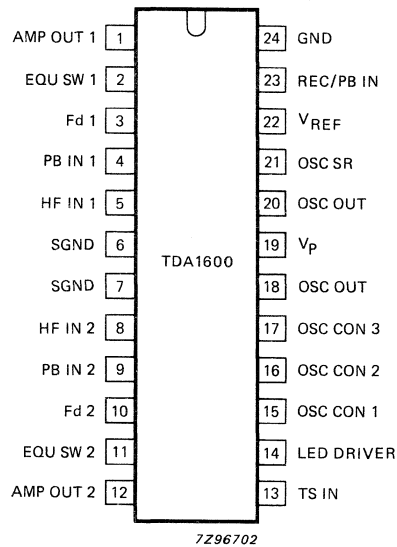 AMP OUT 1 1 24 GND
EQU SW 1 2 23 REC/PB IN
Fd 1 3 22 VREF
PB IN 1 4 21 OSC SR
HF IN 1 5 20 OSC OUT
SGND 6 19 VP
TDA1600
SGND 7 18 OSC OUT
HF IN 2 8 17 OSC CON 3
PB IN 2 9 16 OSC CON 2
Fd 2 10 15 OSC CON 1
EQU SW 2 11 14 LED DRIVER
AMP OUT 2 12 13 TS IN
7Z96702